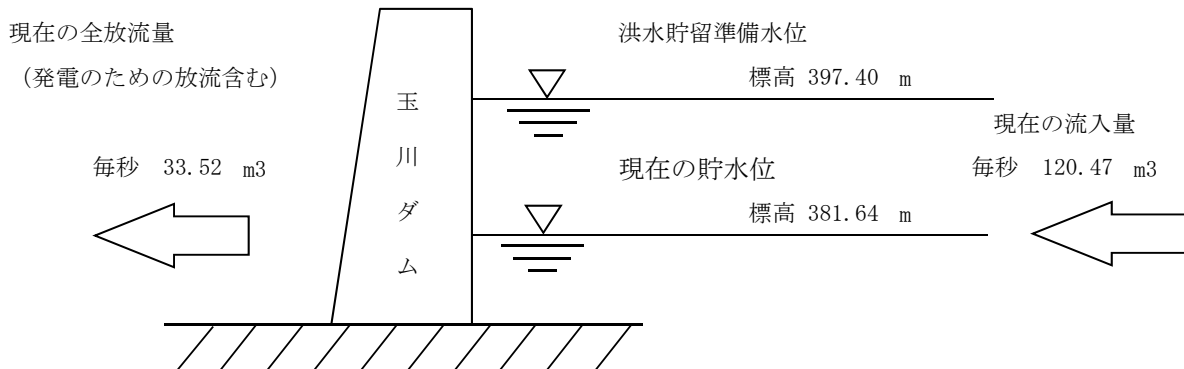 現在の全放流量
（発電のための放流含む）
毎秒 33.52 m3
玉川ダム
洪水貯留準備水位
標高 397.40 m
現在の貯水位
標高 381.64 m
現在の流入量
毎秒 120.47 m3